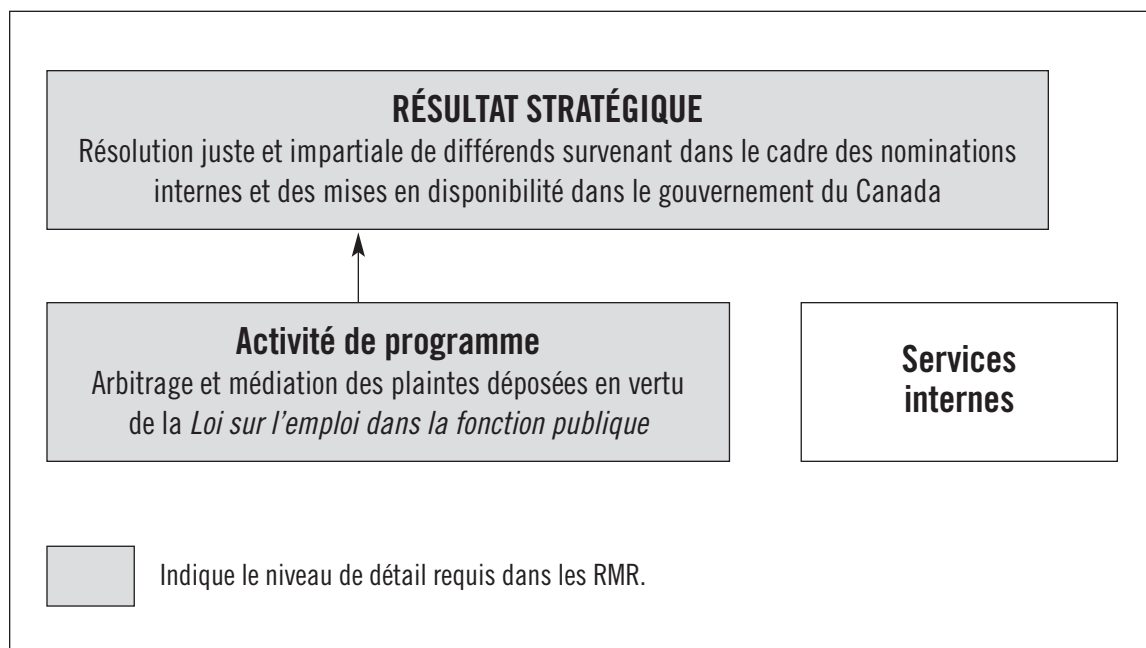 RÉSULTAT STRATÉGIQUE
Résolution juste et impartiale de différends survenant dans le cadre des nominations
internes et des mises en disponibilité dans le gouvernement du Canada
Activité de programme
Arbitrage et médiation des plaintes déposées en vertu
de la Loi sur l'emploi dans la fonction publique
Services
internes
Indique le niveau de détail requis dans les RMR.